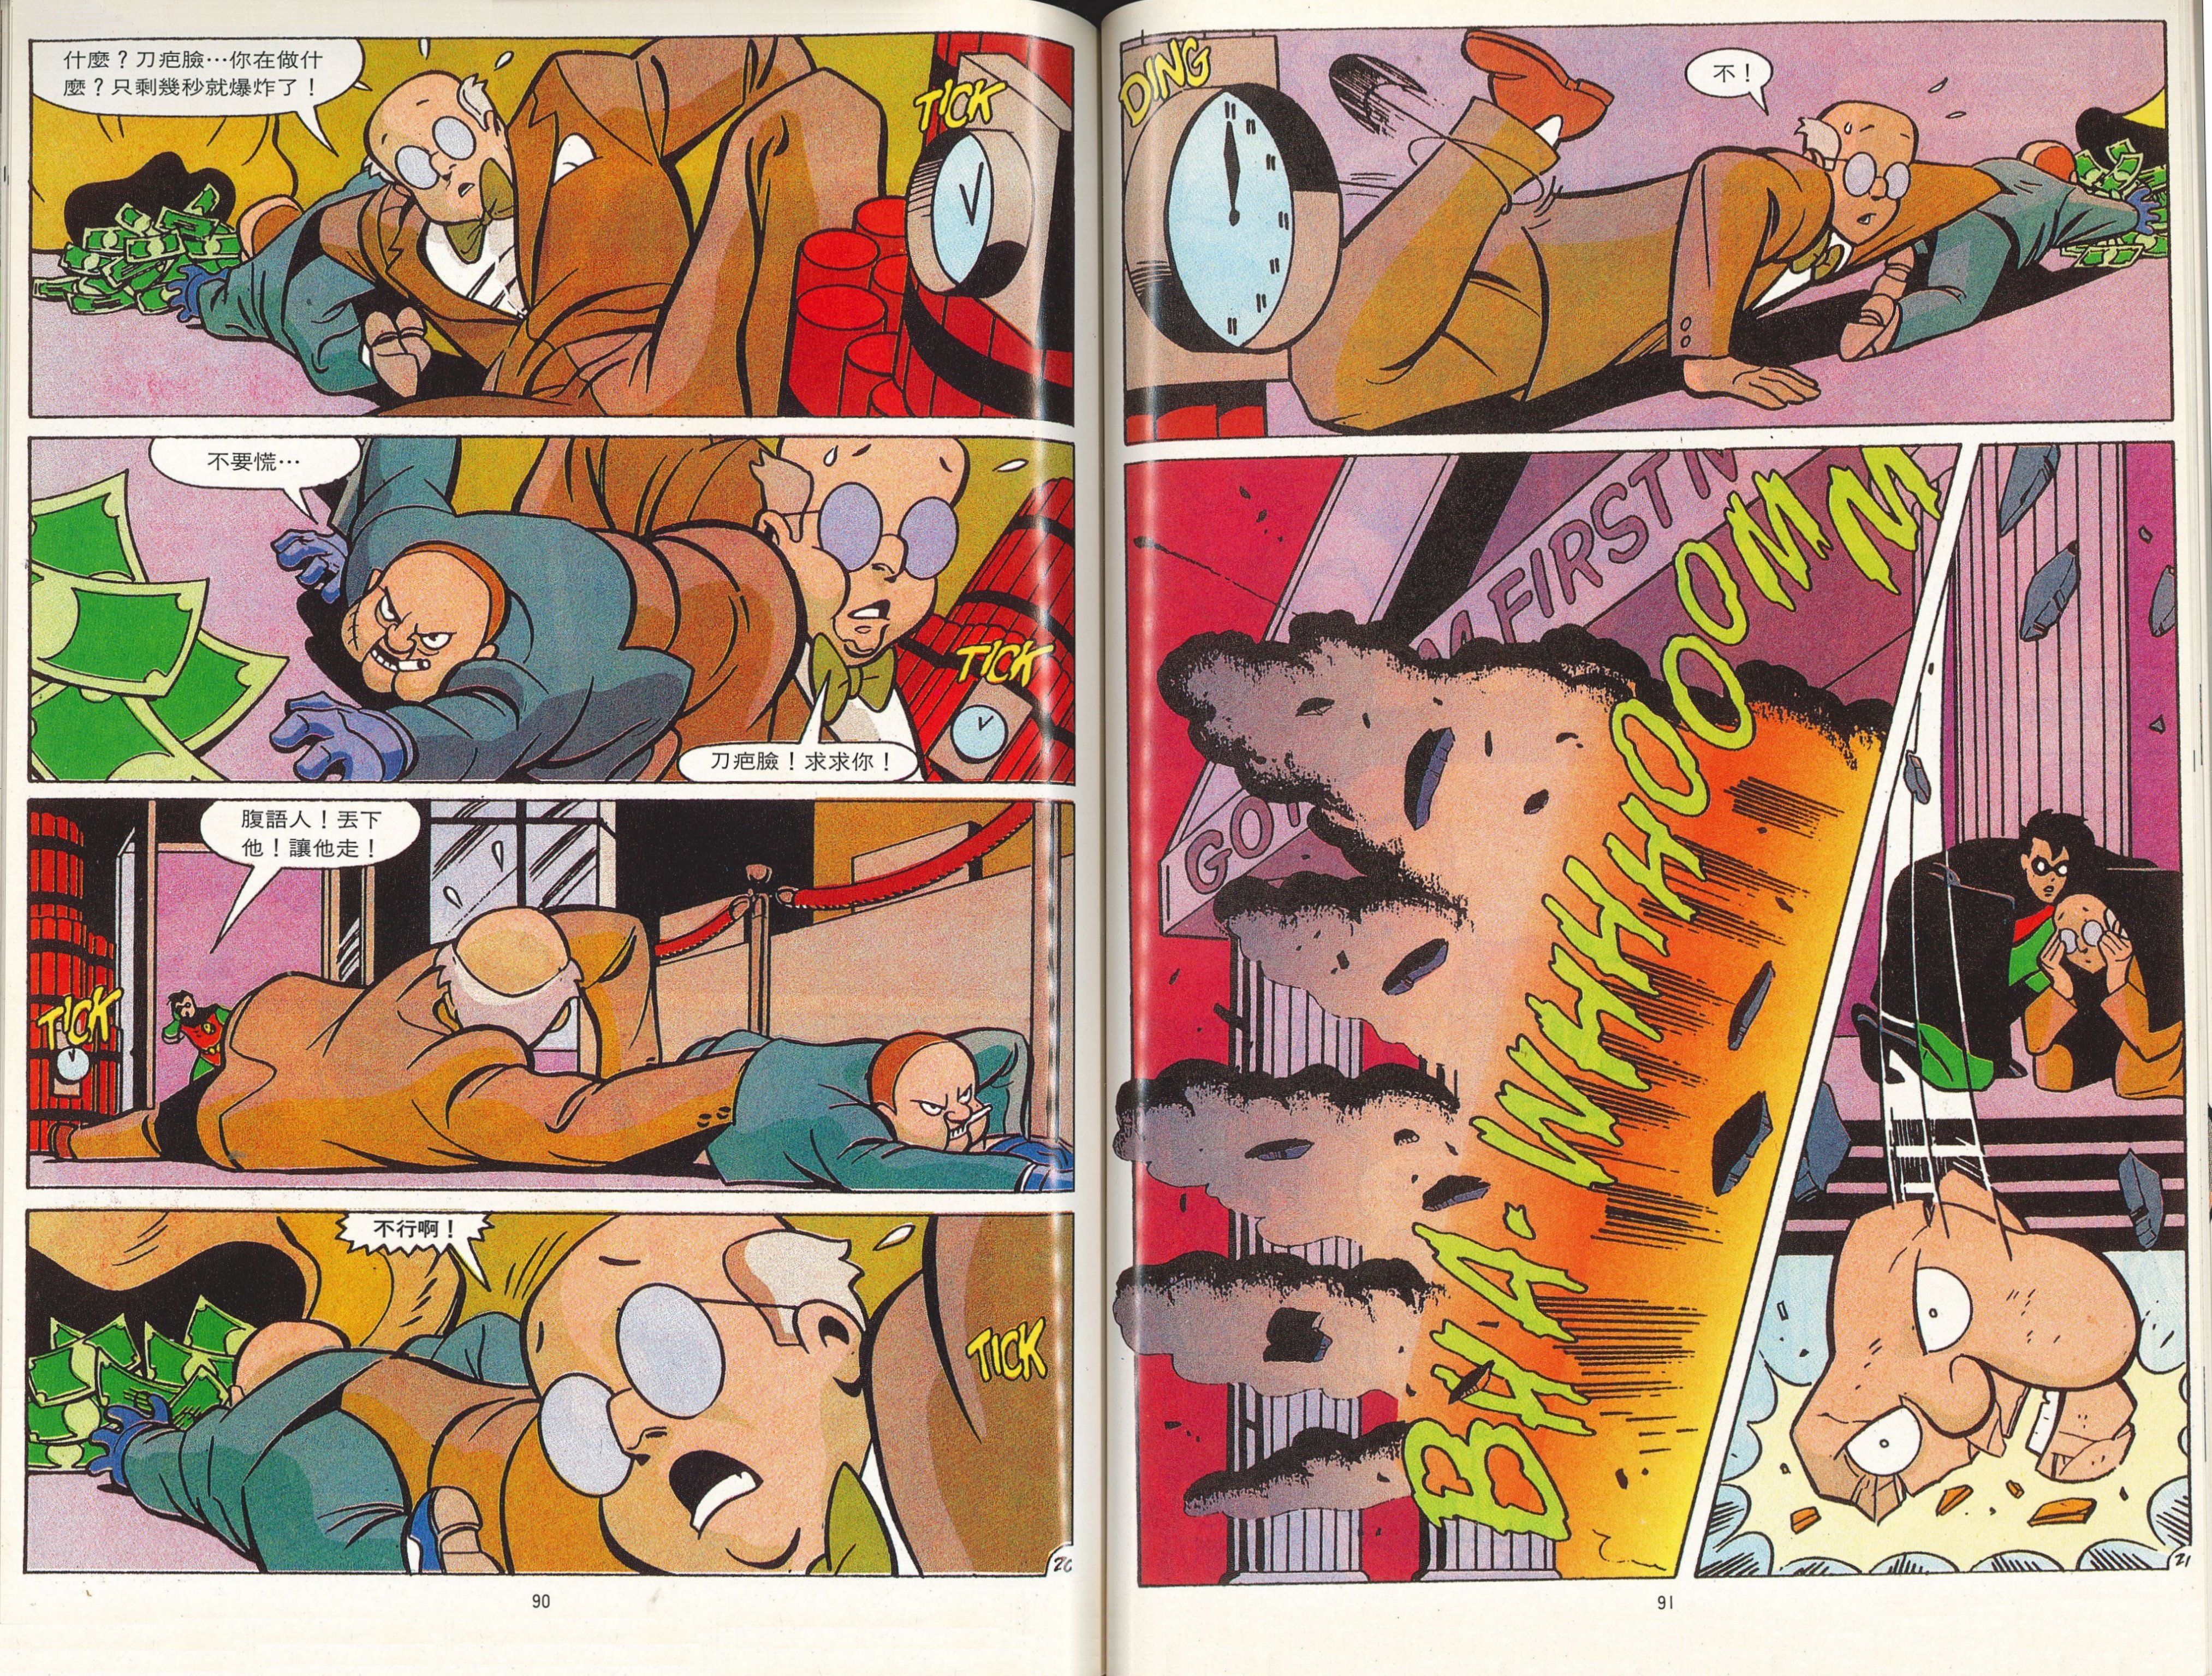 什麼？刀疤臉…你在做什
麼？只剩幾秒就爆炸了！
TICK
不要慌…
TICK
刀疤臉！求求你！
腹語人！丟下
他！讓他走！
TICK
不行啊！
TICK
20
90
DING
不！
M FIRST N
GOT
BHA-WHHHOOOMMM
21
91